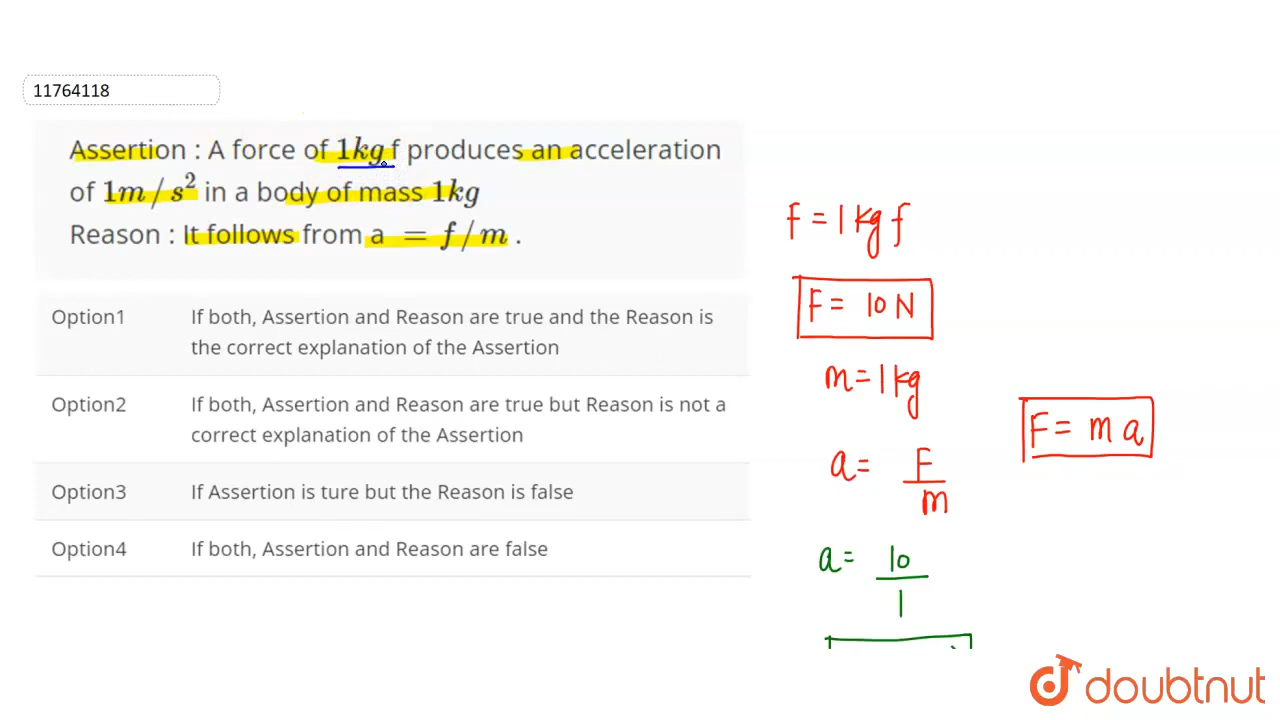 11764118
Assertion : A force of 1kg f produces an acceleration
of 1m/s² in a body of mass 1kg
Reason : It follows from a = f/m .
Option1 If both, Assertion and Reason are true and the Reason is
the correct explanation of the Assertion
Option2 If both, Assertion and Reason are true but Reason is not a
correct explanation of the Assertion
Option3 If Assertion is ture but the Reason is false
Option4 If both, Assertion and Reason are false
F = 1 kg f
F = 10 N
m = 1 kg
a = F/m
a = 10/1
F = m a
doubtnut